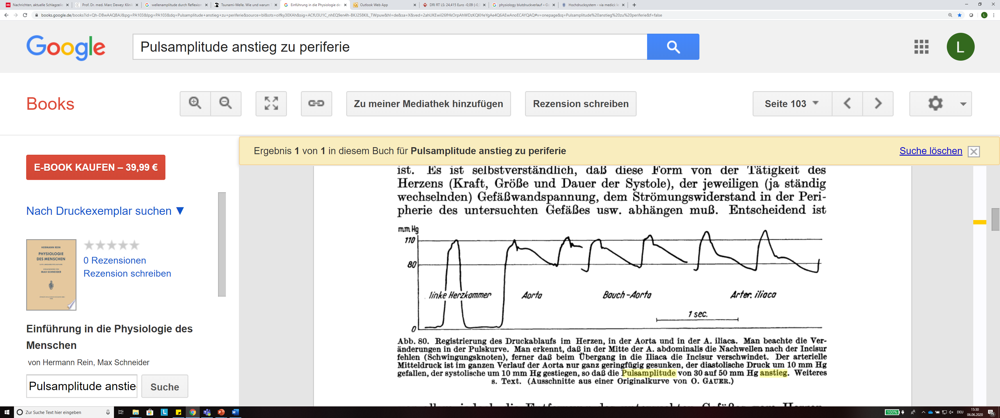 Nachrichten, aktuelle Schlagzeile
Prof. Dr. med. Marc Dewey: Klinik
wellenamplitude durch Reflexion
Tsunami-Welle. Wie und warum
Einführung in die Physiologie de
Outlook Web App
DRI RT LS: 24,415 Euro -0,09 (-0,
physiology blutdruckverlauf – Go
Hochdrucksystem - via medici: le
books.google.de/books?id=Qh-DBwAAQBAJ&pg=PA103&lpg=PA103&dq=Pulsamplitude+anstieg+zu+periferie&source=bl&ots=olfky30XAh&sig=ACfU3U1C_nhEQ9en4h-BKJ258KlL_TWpuw&hl=de&sa=X&ved=2ahUKEwil26fHkOrpAhWDzKQKHeYgAe4Q6AEwAnoECAYQAQ#v=onepage&q=Pulsamplitude%20anstieg%20zu%20periferie&f=false
L
Google
Pulsamplitude anstieg zu periferie
L
Books
Zu meiner Mediathek hinzufügen
Rezension schreiben
Seite 103
Ergebnis 1 von 1 in diesem Buch für Pulsamplitude anstieg zu periferie
Suche löschen
E-BOOK KAUFEN – 39,99 €
Nach Druckexemplar suchen ▼
HERMANN REIN
PHYSIOLOGIE
DES MENSCHEN
MAX SCHNEIDER
0 Rezensionen
Rezension schreiben
Einführung in die Physiologie des
Menschen
von Hermann Rein, Max Schneider
Pulsamplitude anstie
Suche
ist. Es ist selbstverständlich, daß diese Form von der Tätigkeit des
Herzens (Kraft, Größe und Dauer der Systole), der jeweiligen (ja ständig
wechselnden) Gefäßwandspannung, dem Strömungswiderstand in der Peri-
pherie des untersuchten Gefäßes usw. abhängen muß. Entscheidend ist
mm Hg
110
80
0
linke Herzkammer
Aorta
Bauch-Aorta
Arter. iliaca
1 sec.
Abb. 80. Registrierung des Druckablaufs im Herzen, in der Aorta und in der A. iliaca. Man beachte die Ver-
änderungen in der Pulskurve. Man erkennt, daß in der Mitte der A. abdominalis die Nachwellen nach der Incisur
fehlen (Schwingungsknoten), ferner daß beim Übergang in die Iliaca die Incisur verschwindet. Der arterielle
Mitteldruck ist im ganzen Verlauf der Aorta nur ganz geringfügig gesunken, der diastolische Druck um 10 mm Hg
gefallen, der systolische um 10 mm Hg gestiegen, so daß die Pulsamplitude von 30 auf 50 mm Hg anstieg. Weiteres
s. Text. (Ausschnitte aus einer Originalkurve von O. GAUER.)
Zur Suche Text hier eingeben
100%
DEU
15:30
06.06.2020
15